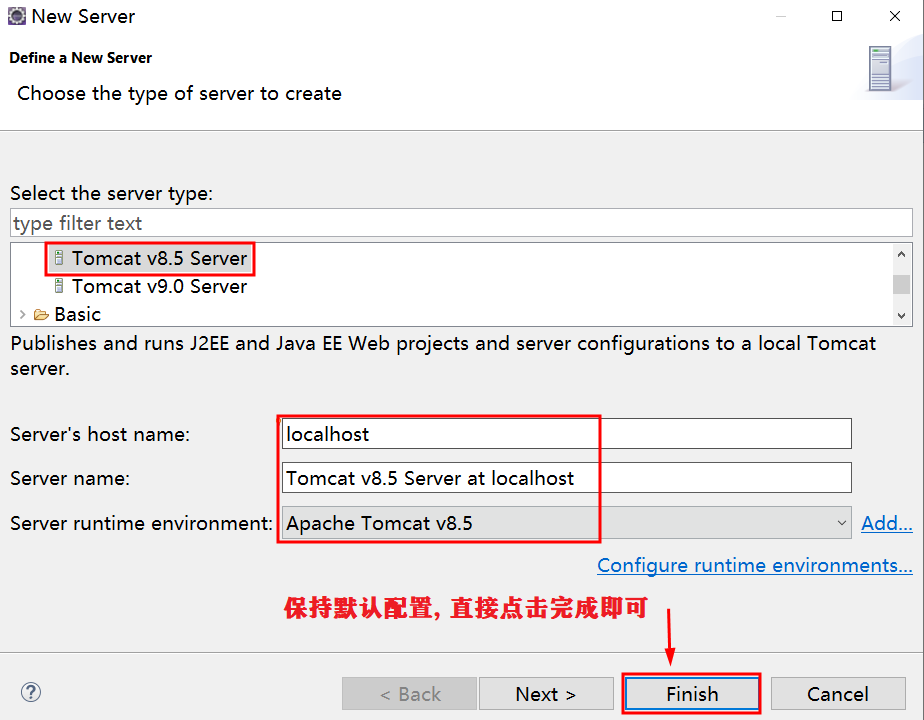 New Server
Define a New Server
Choose the type of server to create
Select the server type:
type filter text
Tomcat v8.5 Server
Tomcat v9.0 Server
Basic
Publishes and runs J2EE and Java EE Web projects and server configurations to a local Tomcat
server.
Server's host name: localhost
Server name: Tomcat v8.5 Server at localhost
Server runtime environment: Apache Tomcat v8.5 Add...
Configure runtime environments...
保持默认配置, 直接点击完成即可
? < Back Next > Finish Cancel